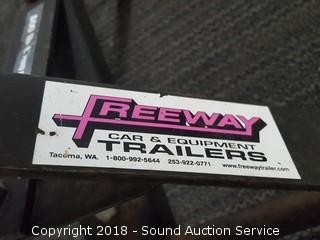 FREEWAY
CAR & EQUIPMENT
TRAILERS
Tacoma, WA. 1-800-992-5644 253-922-0771 www.freewaytrailer.com
Copyright 2018 - Sound Auction Service